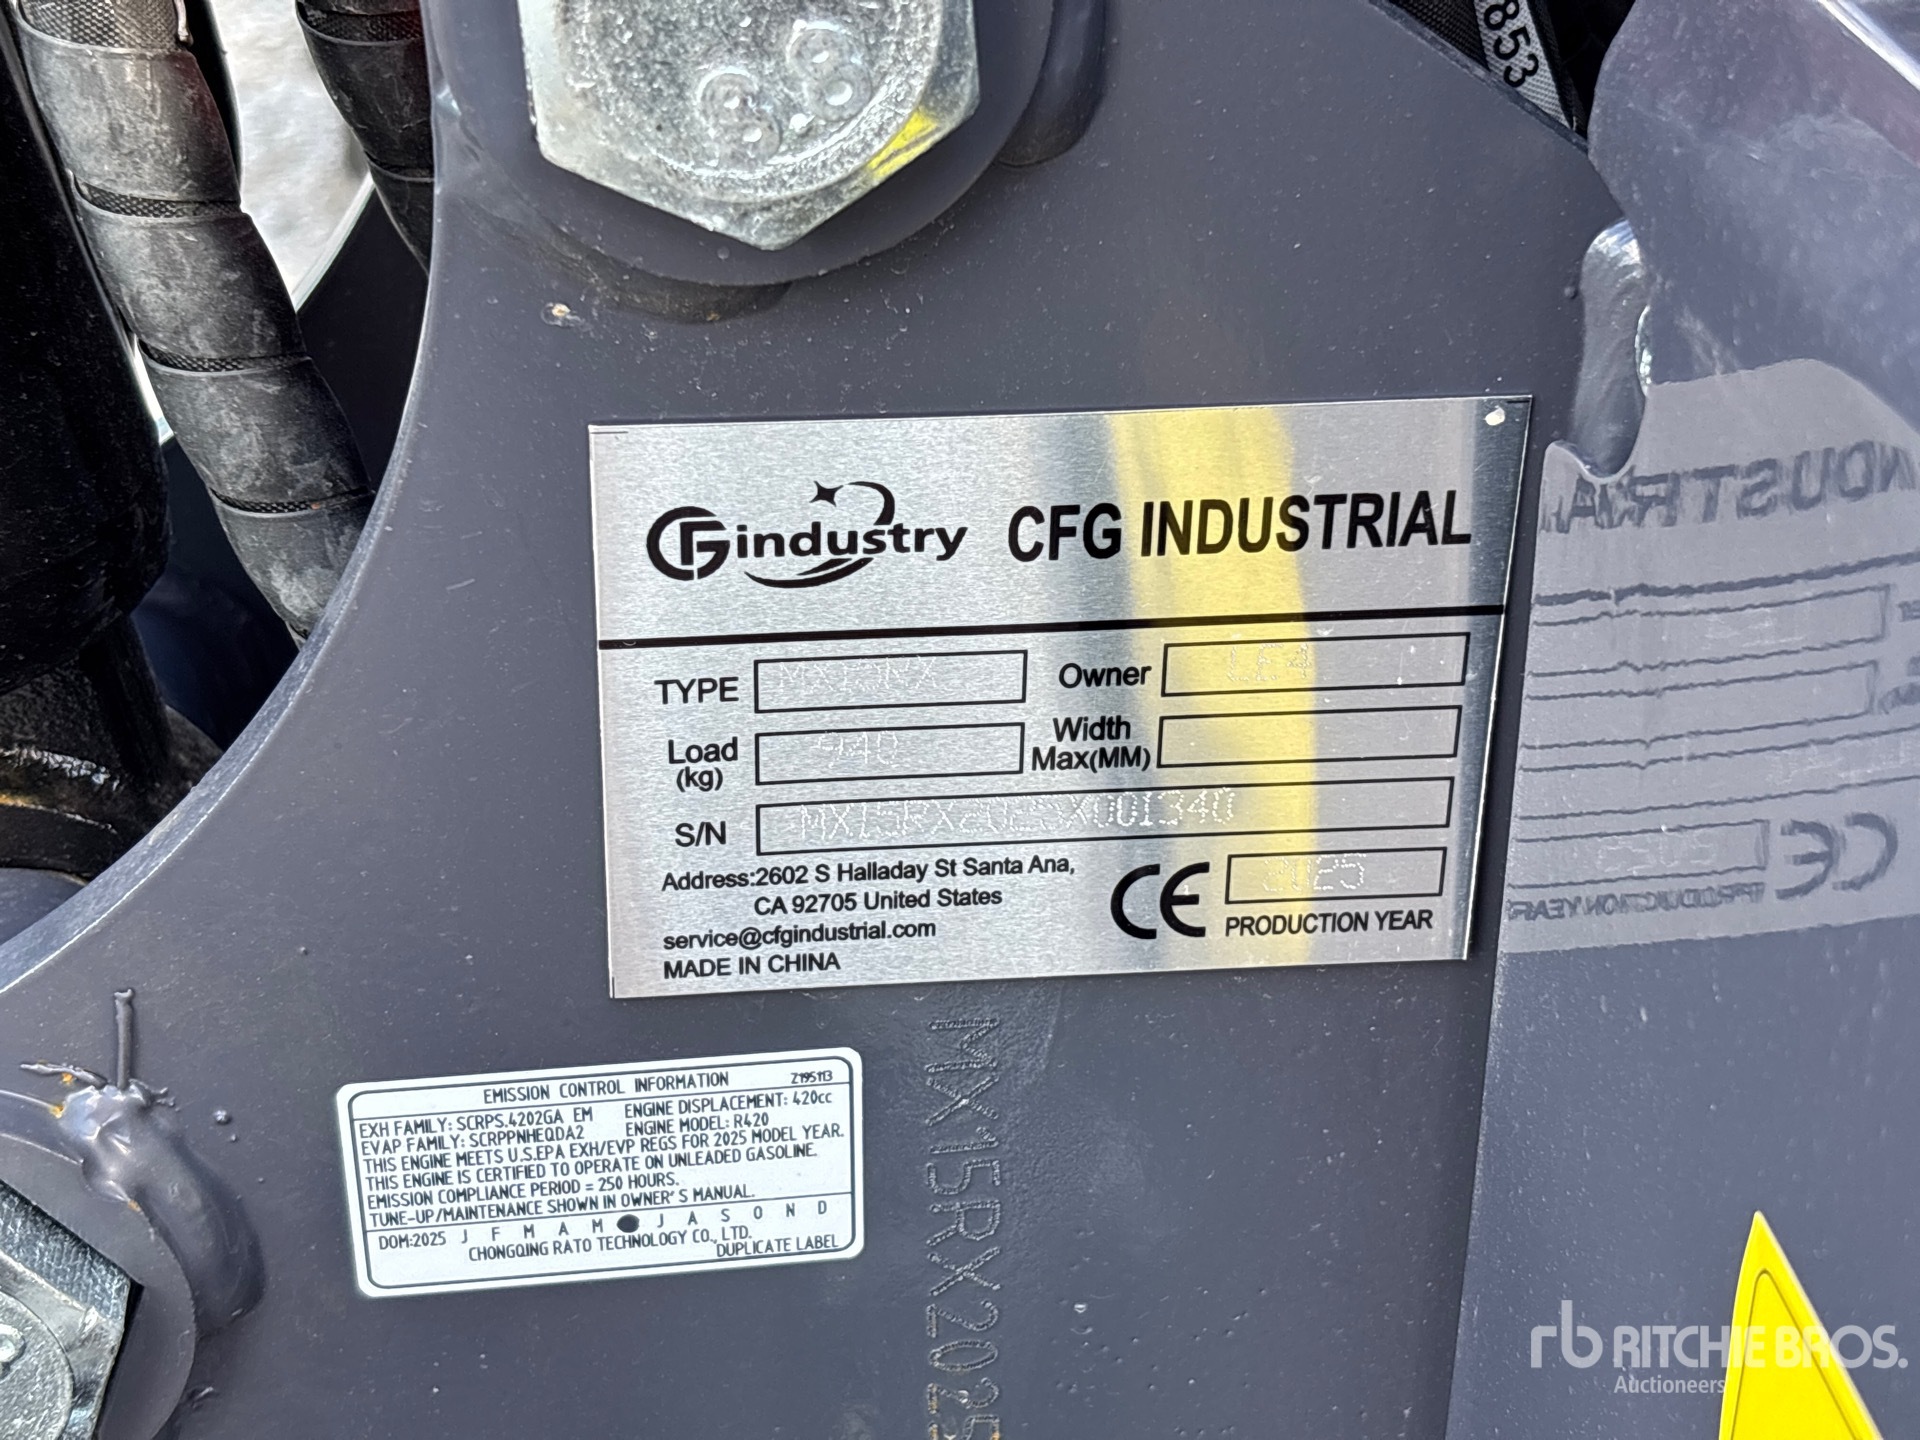 853
CFGindustry CFG INDUSTRIAL
TYPE Owner
Load (kg) 940 Width Max(MM)
S/N MX15RX2025X001340
Address:2602 S Halladay St Santa Ana,
CA 92705 United States
service@cfgindustrial.com
MADE IN CHINA
CE 2025
PRODUCTION YEAR
EMISSION CONTROL INFORMATION Z195113
EXH FAMILY: SCRPS.4202GA EM ENGINE DISPLACEMENT: 420cc
EVAP FAMILY: SCRPPNHEQDA2 ENGINE MODEL: R420
THIS ENGINE MEETS U.S.EPA EXH/EVP REGS FOR 2025 MODEL YEAR.
THIS ENGINE IS CERTIFIED TO OPERATE ON UNLEADED GASOLINE.
EMISSION COMPLIANCE PERIOD = 250 HOURS.
TUNE-UP/MAINTENANCE SHOWN IN OWNER'S MANUAL.
DOM:2025 J F M A M J A S O N D
CHONGQING RATO TECHNOLOGY CO., LTD.
DUPLICATE LABEL
MX15RX2025
rb RITCHIE BROS.
Auctioneers